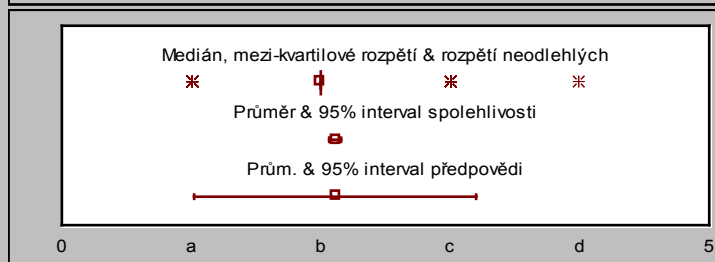 Medián, mezi-kvartilové rozpětí & rozpětí neodlehlých
Průměr & 95% interval spolehlivosti
Prům. & 95% interval předpovědi
0 a b c d 5